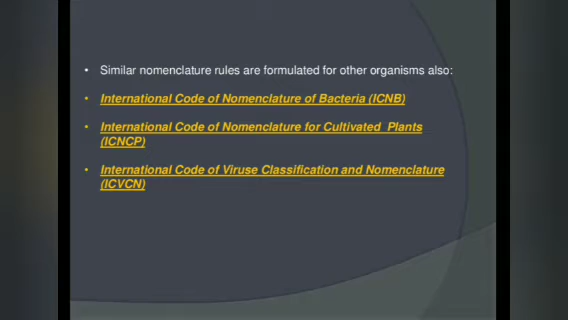 • Similar nomenclature rules are formulated for other organisms also:
• International Code of Nomenclature of Bacteria (ICNB)
• International Code of Nomenclature for Cultivated Plants
(ICNCP)
• International Code of Viruse Classification and Nomenclature
(ICVCN)